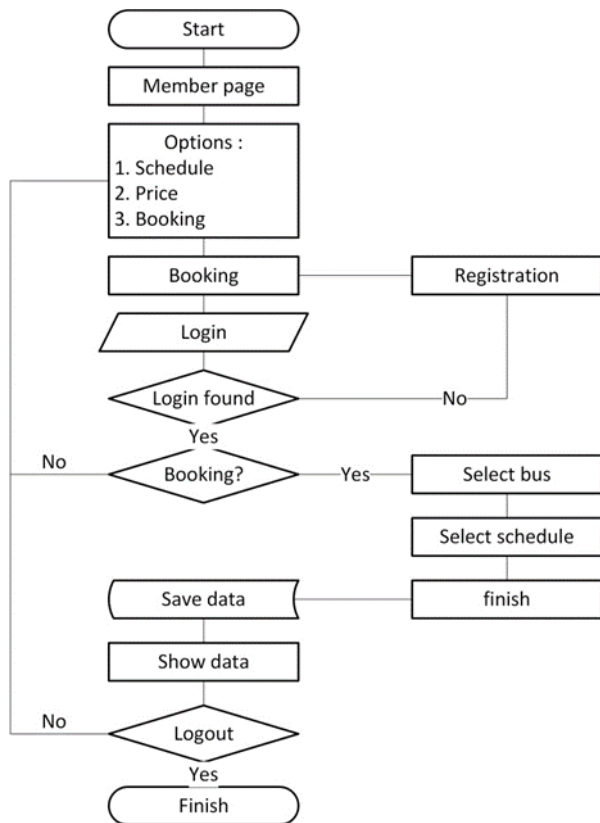 Start
Member page
Options :
1. Schedule
2. Price
3. Booking
Booking
Registration
Login
Login found
No
Yes
No
Booking?
Yes
Select bus
Select schedule
Save data
finish
Show data
No
Logout
Yes
Finish